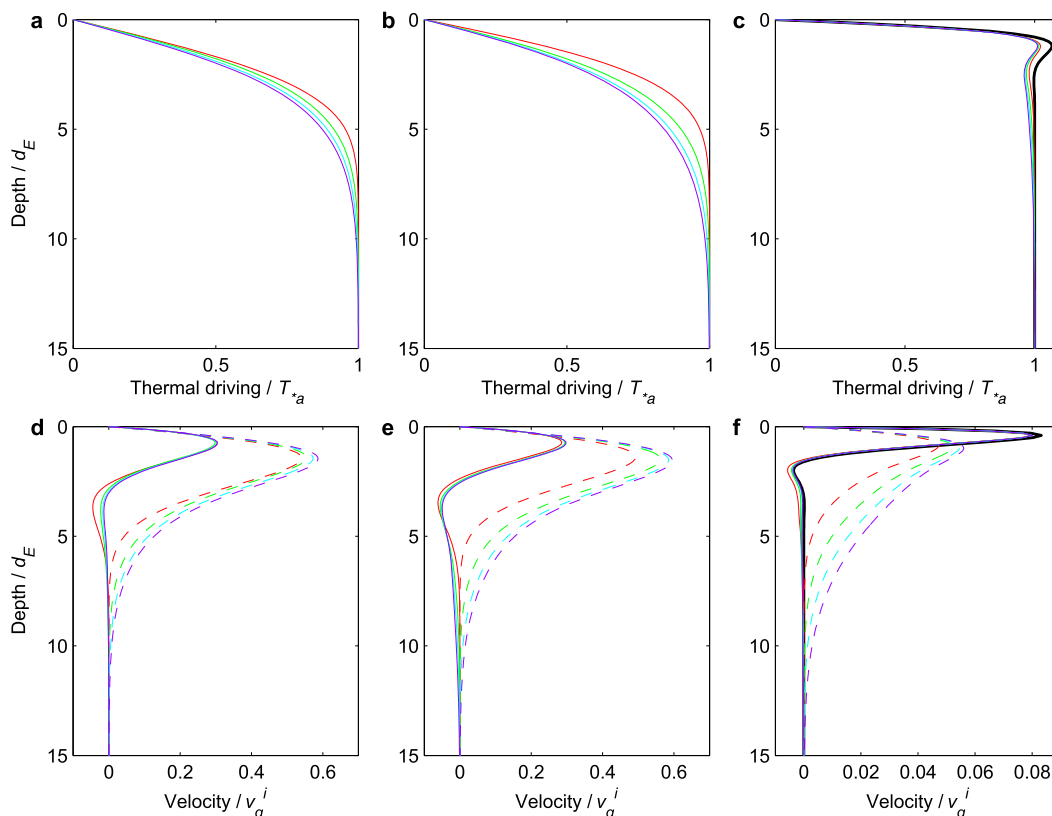 a b c
0 0 0
5 5 5
10 10 10
15 15 15
Depth / d_E
0 0.5 1 0 0.5 1 0 0.5 1
Thermal driving / T_*a Thermal driving / T_*a Thermal driving / T_*a
d e f
0 0 0
5 5 5
10 10 10
15 15 15
Depth / d_E
0 0.2 0.4 0.6 0 0.2 0.4 0.6 0 0.02 0.04 0.06 0.08
Velocity / v_g^i Velocity / v_g^i Velocity / v_g^i